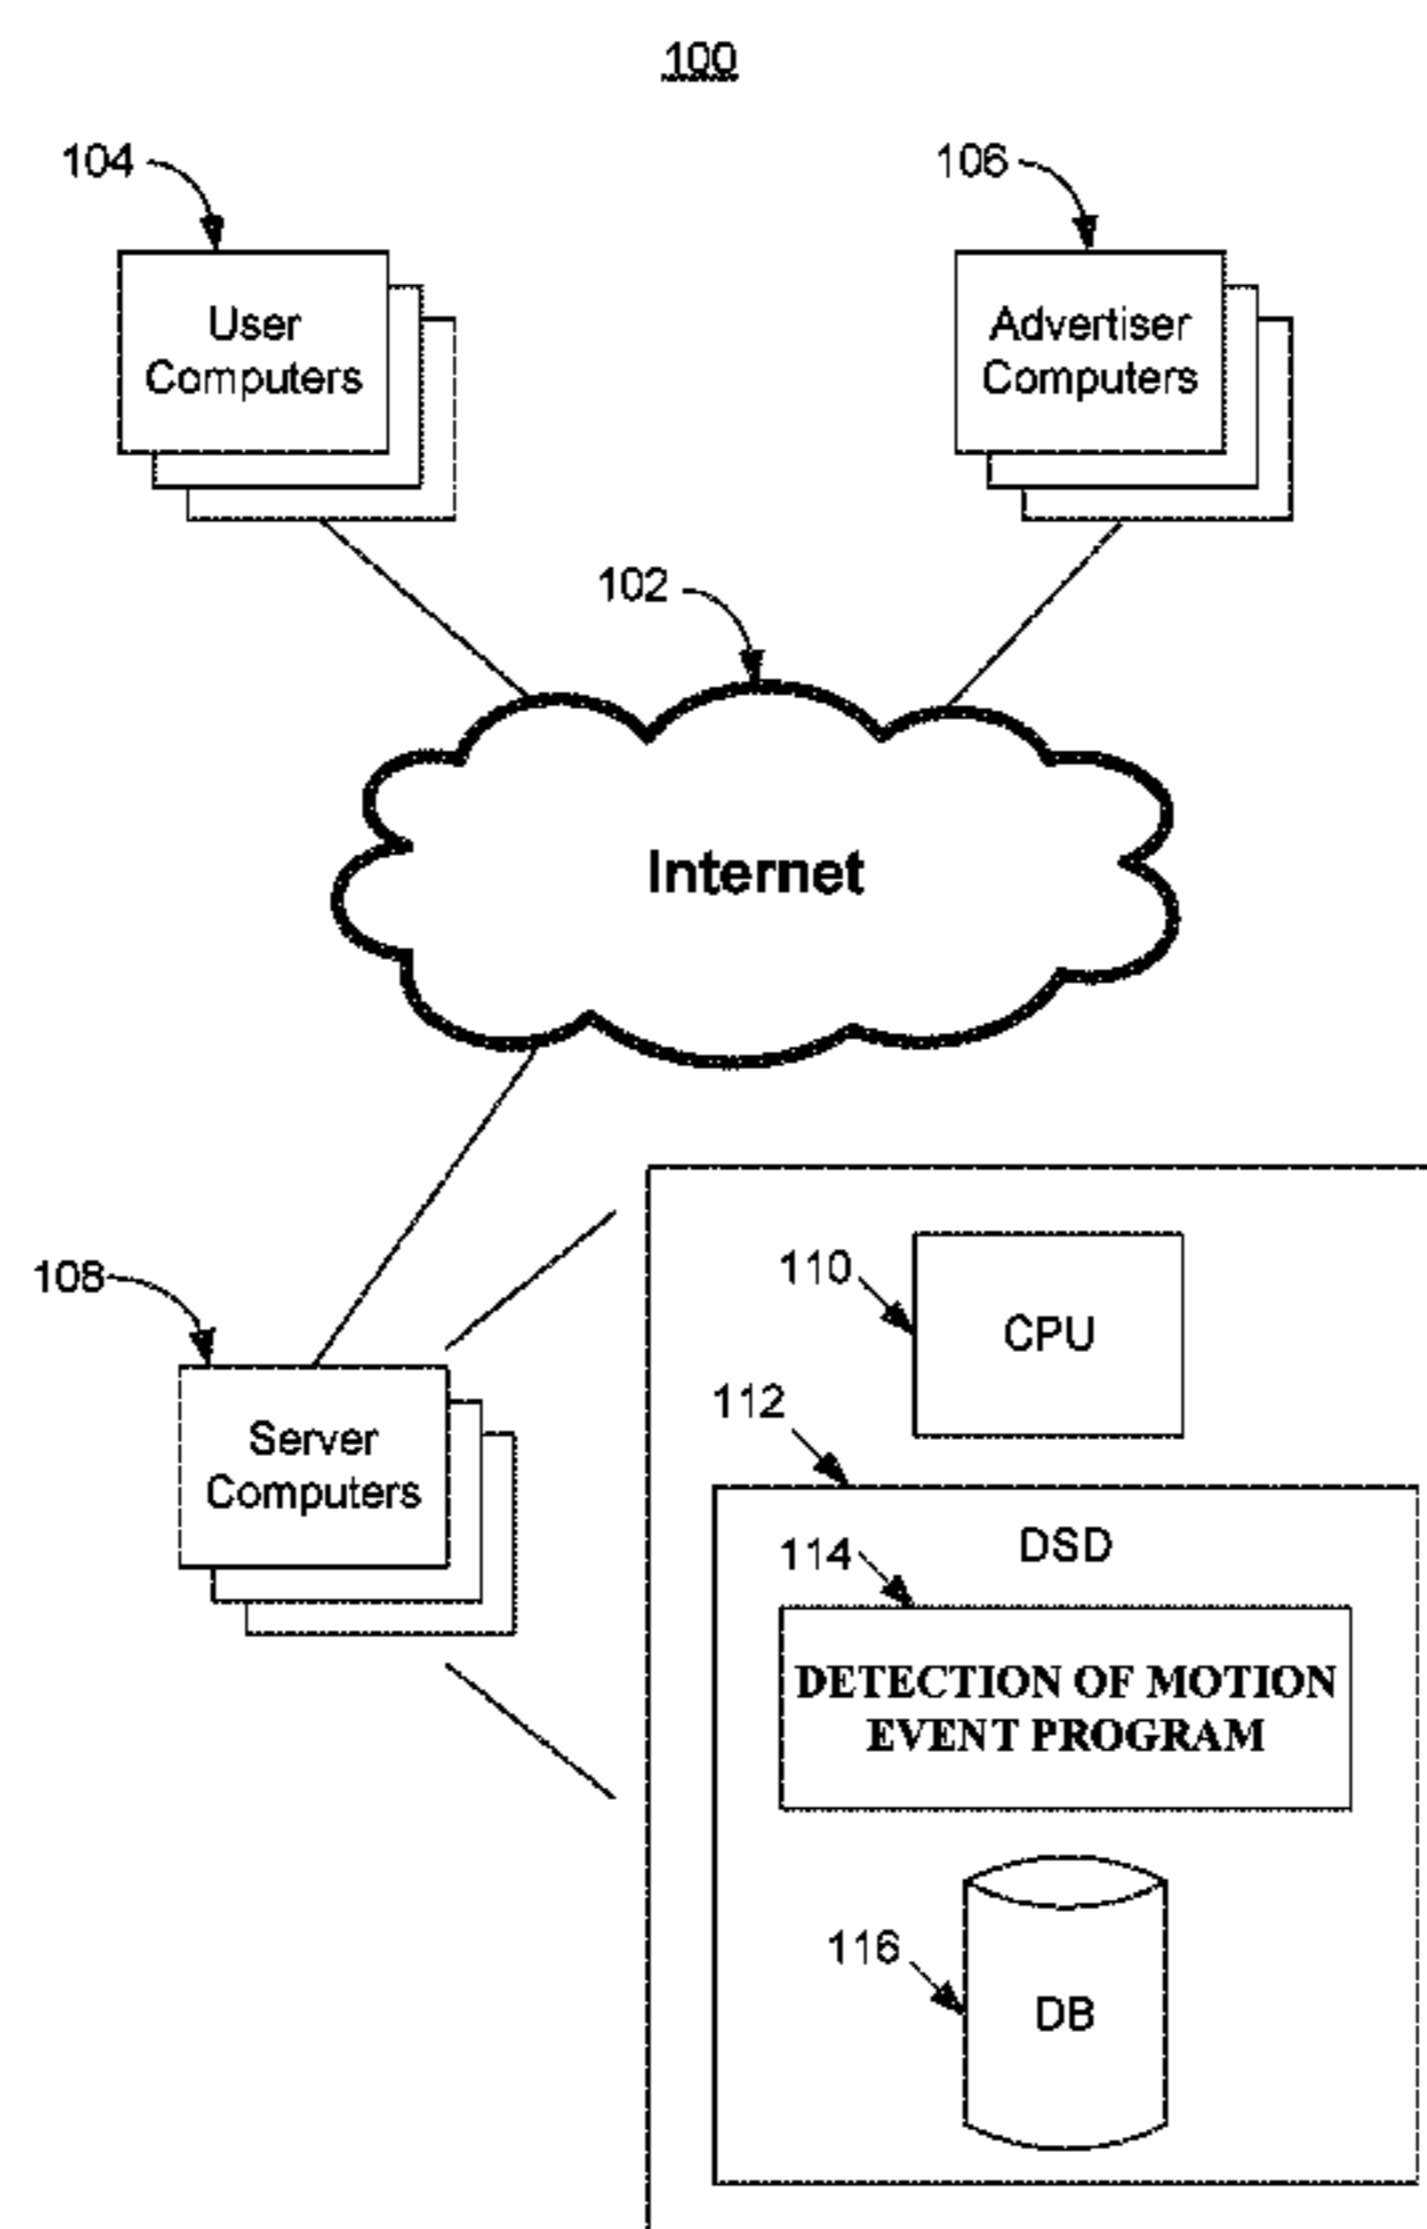 100
104
106
User
Computers
Advertiser
Computers
102
Internet
108
Server
Computers
110
CPU
112
DSD
114
DETECTION OF MOTION
EVENT PROGRAM
116
DB